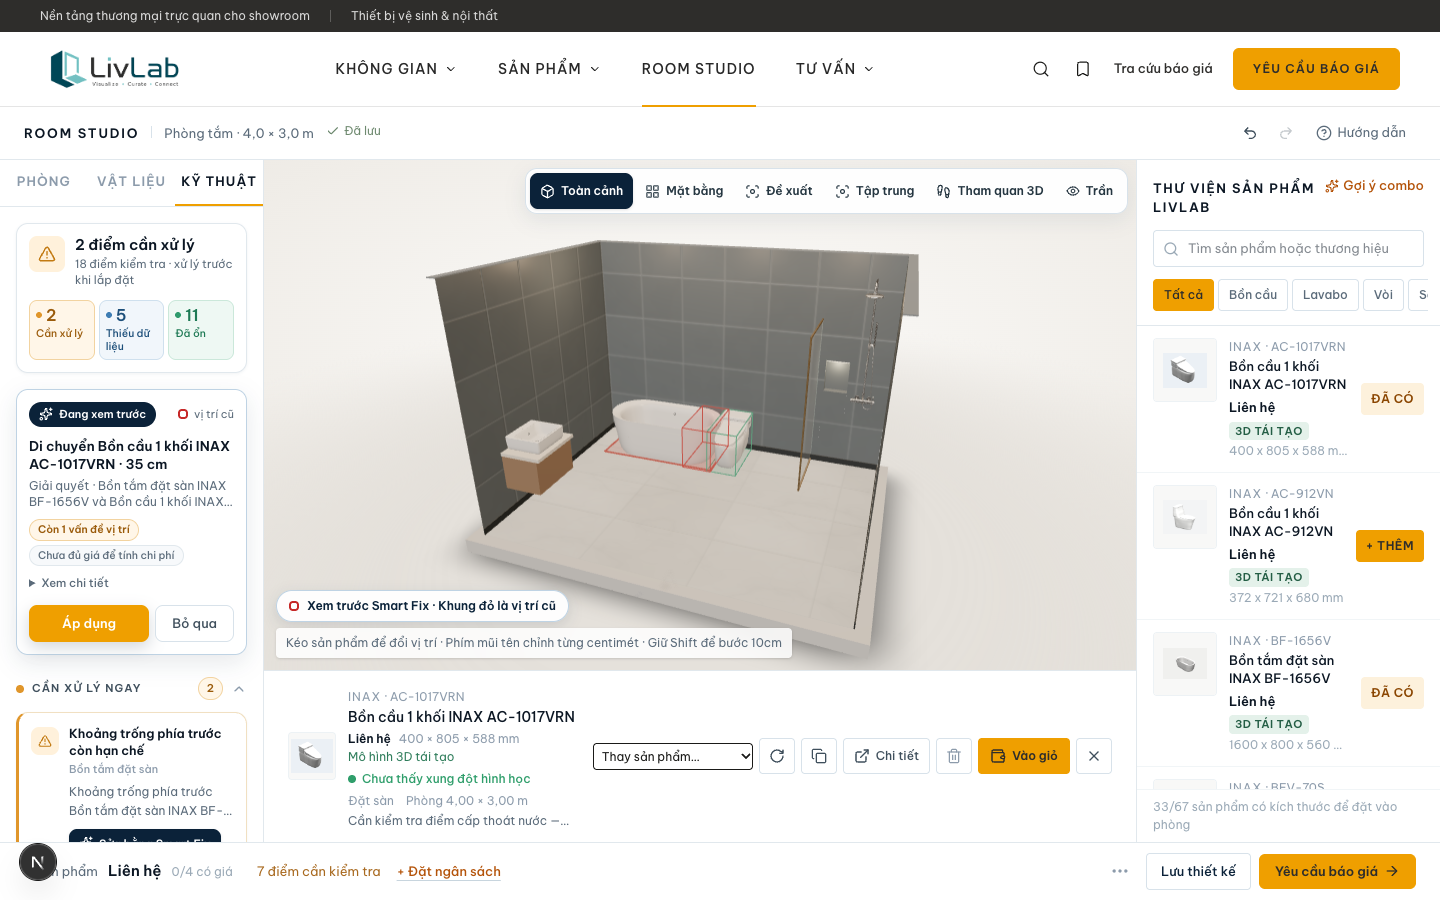 Nền tảng thương mại trực quan cho showroom
Thiết bị vệ sinh & nội thất
LivLab
Visualize • Curate • Connect
KHÔNG GIAN
SẢN PHẨM
ROOM STUDIO
TƯ VẤN
Tra cứu báo giá
YÊU CẦU BÁO GIÁ
ROOM STUDIO
Phòng tắm · 4,0 × 3,0 m
Đã lưu
Hướng dẫn
PHÒNG
VẬT LIỆU
KỸ THUẬT
2 điểm cần xử lý
18 điểm kiểm tra · xử lý trước
khi lắp đặt
2
Cần xử lý
5
Thiếu dữ
liệu
11
Đã ổn
Đang xem trước
vị trí cũ
Di chuyển Bồn cầu 1 khối INAX
AC-1017VRN · 35 cm
Giải quyết · Bồn tắm đặt sàn INAX
BF-1656V và Bồn cầu 1 khối INAX...
Còn 1 vấn đề vị trí
Chưa đủ giá để tính chi phí
Xem chi tiết
Áp dụng
Bỏ qua
CẦN XỬ LÝ NGAY
2
Khoảng trống phía trước
còn hạn chế
Bồn tắm đặt sàn
Khoảng trống phía trước
Bồn tắm đặt sàn INAX BF-...
Toàn cảnh
Mặt bằng
Đề xuất
Tập trung
Tham quan 3D
Trần
Xem trước Smart Fix · Khung đỏ là vị trí cũ
Kéo sản phẩm để đổi vị trí · Phím mũi tên chỉnh từng centimét · Giữ Shift để bước 10cm
INAX · AC-1017VRN
Bồn cầu 1 khối INAX AC-1017VRN
Liên hệ 400 × 805 × 588 mm
Mô hình 3D tái tạo
Chưa thấy xung đột hình học
Đặt sàn Phòng 4,00 × 3,00 m
Cần kiểm tra điểm cấp thoát nước —...
Thay sản phẩm...
Chi tiết
Vào giỏ
THƯ VIỆN SẢN PHẨM
LIVLAB
Gợi ý combo
Tìm sản phẩm hoặc thương hiệu
Tất cả
Bồn cầu
Lavabo
Vòi
INAX · AC-1017VRN
Bồn cầu 1 khối
INAX AC-1017VRN
Liên hệ
3D TÁI TẠO
400 x 805 x 588 m...
ĐÃ CÓ
INAX · AC-912VN
Bồn cầu 1 khối
INAX AC-912VN
Liên hệ
3D TÁI TẠO
372 x 721 x 680 mm
+ THÊM
INAX · BF-1656V
Bồn tắm đặt sàn
INAX BF-1656V
Liên hệ
3D TÁI TẠO
1600 x 800 x 560 ...
ĐÃ CÓ
33/67 sản phẩm có kích thước để đặt vào
phòng
N
phẩm
Liên hệ
0/4 có giá
7 điểm cần kiểm tra
+ Đặt ngân sách
Lưu thiết kế
Yêu cầu báo giá